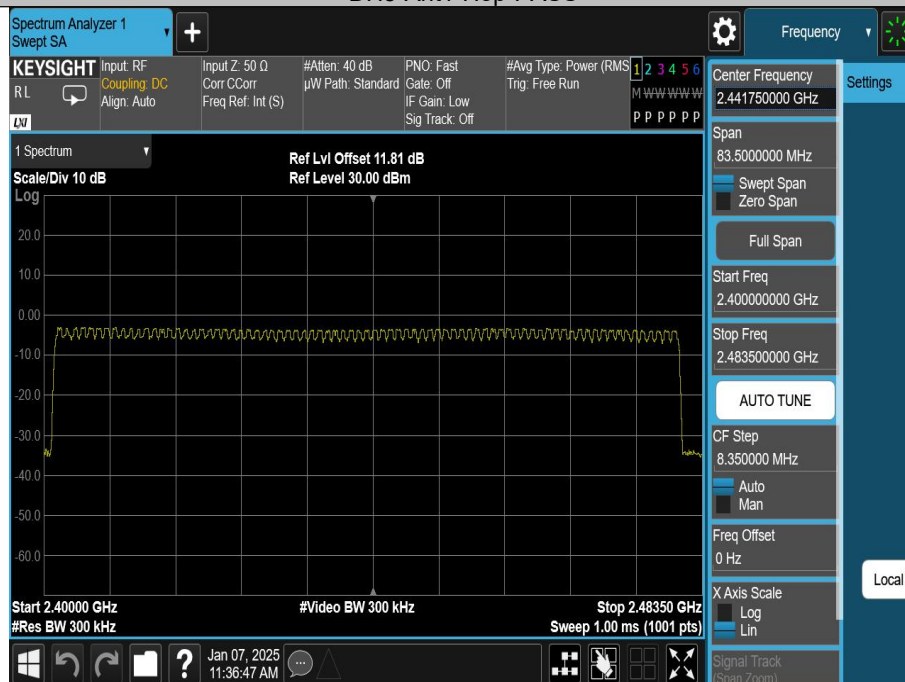 Spectrum Analyzer 1
Swept SA
+
Frequency
KEYSIGHT
RL
LXI
Input: RF
Coupling: DC
Align: Auto
Input Z: 50 Ω
Corr CCorr
Freq Ref: Int (S)
#Atten: 40 dB
µW Path: Standard
PNO: Fast
Gate: Off
IF Gain: Low
Sig Track: Off
#Avg Type: Power (RMS
Trig: Free Run
1 2 3 4 5 6
M W W W W W
P P P P P P
1 Spectrum
Scale/Div 10 dB
Log
Ref Lvl Offset 11.81 dB
Ref Level 30.00 dBm
20.0
10.0
0.00
-10.0
-20.0
-30.0
-40.0
-50.0
-60.0
Start 2.40000 GHz
#Res BW 300 kHz
#Video BW 300 kHz
Stop 2.48350 GHz
Sweep 1.00 ms (1001 pts)
Jan 07, 2025
11:36:47 AM
?
Center Frequency
2.441750000 GHz
Settings
Span
83.5000000 MHz
Swept Span
Zero Span
Full Span
Start Freq
2.400000000 GHz
Stop Freq
2.483500000 GHz
AUTO TUNE
CF Step
8.350000 MHz
Auto
Man
Freq Offset
0 Hz
Local
X Axis Scale
Log
Lin
Signal Track
(Span Zoom)